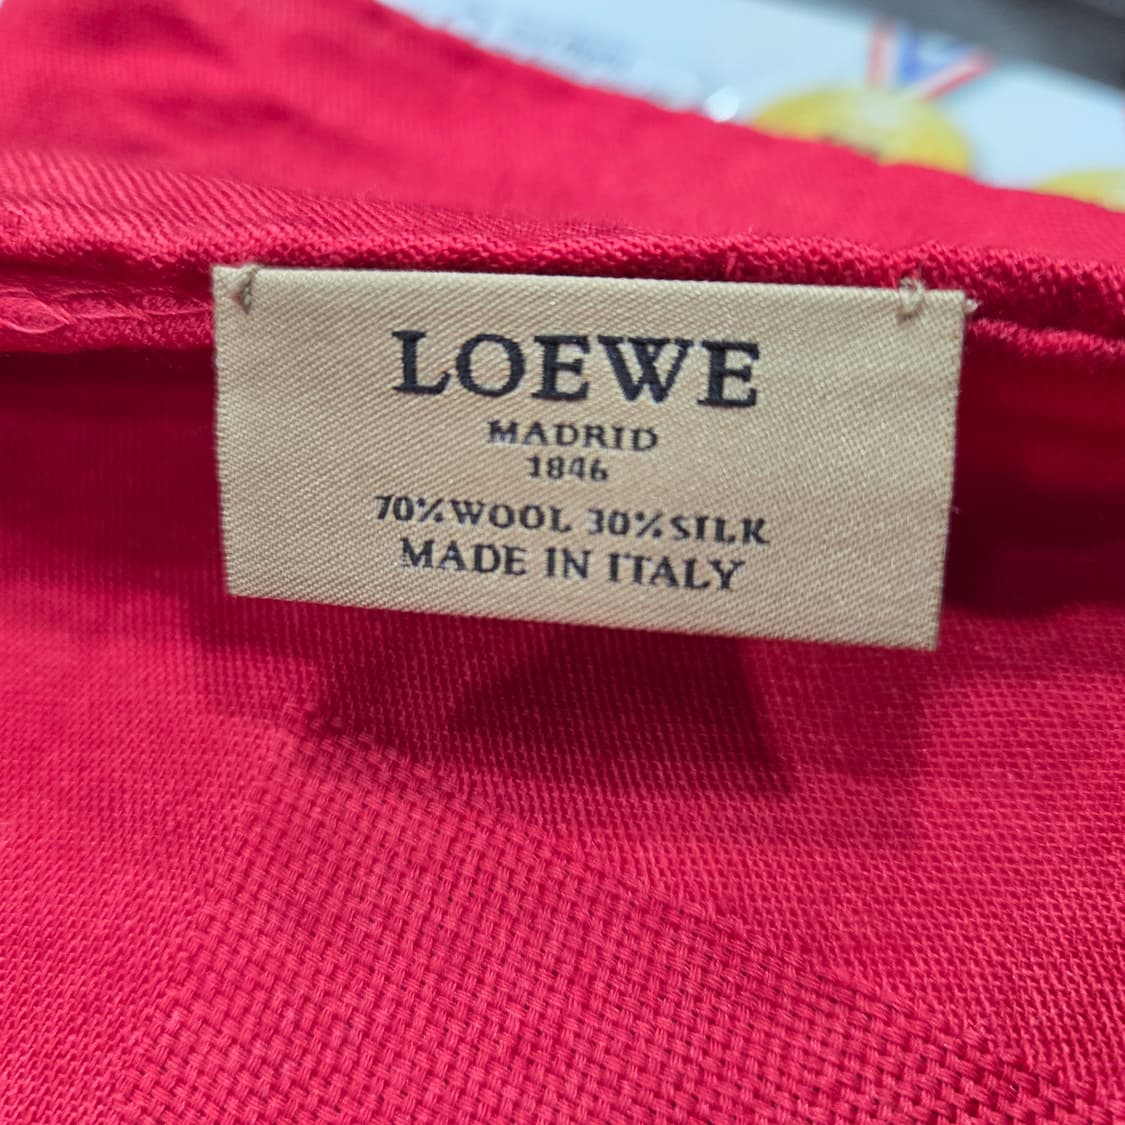 LOEWE
MADRID
1846
70%WOOL 30%SILK
MADE IN ITALY